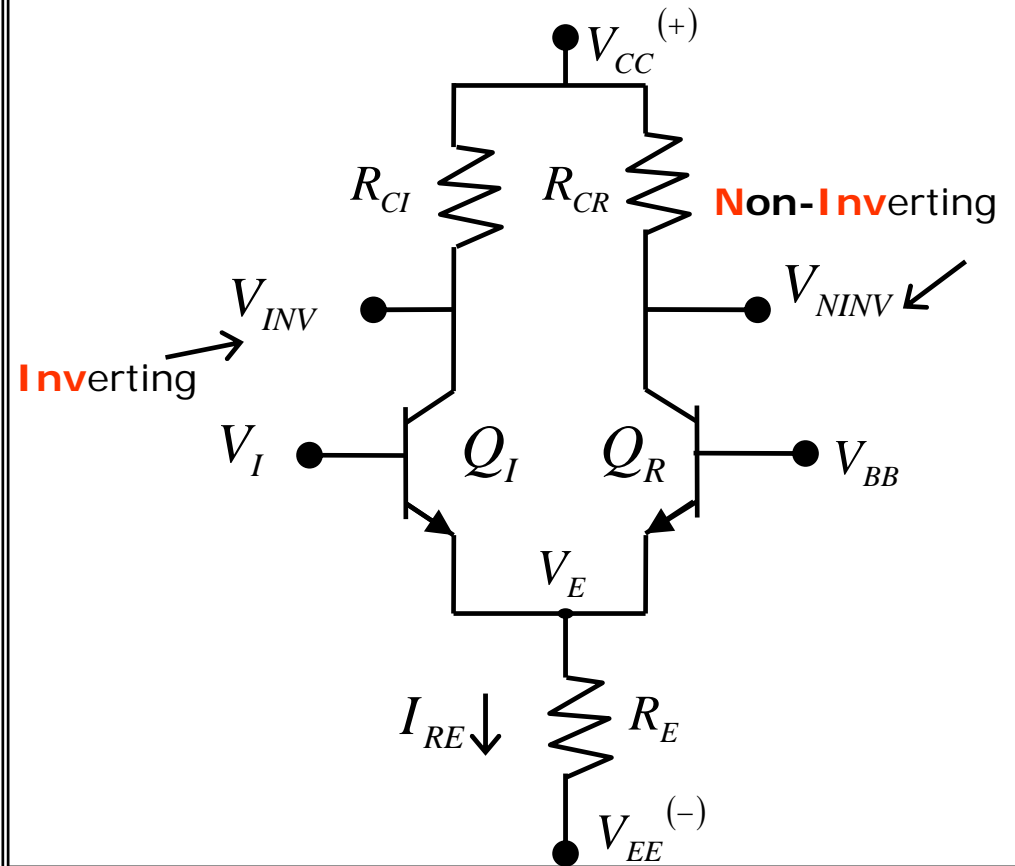 V_CC (+)
R_CI
R_CR
Non-Inverting
V_INV
V_NINV
Inverting
V_I
Q_I
Q_R
V_BB
V_E
I_RE
R_E
V_EE (−)